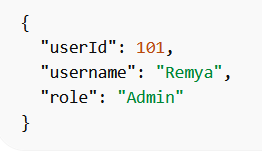 {
  "userId": 101,
  "username": "Remya",
  "role": "Admin"
}